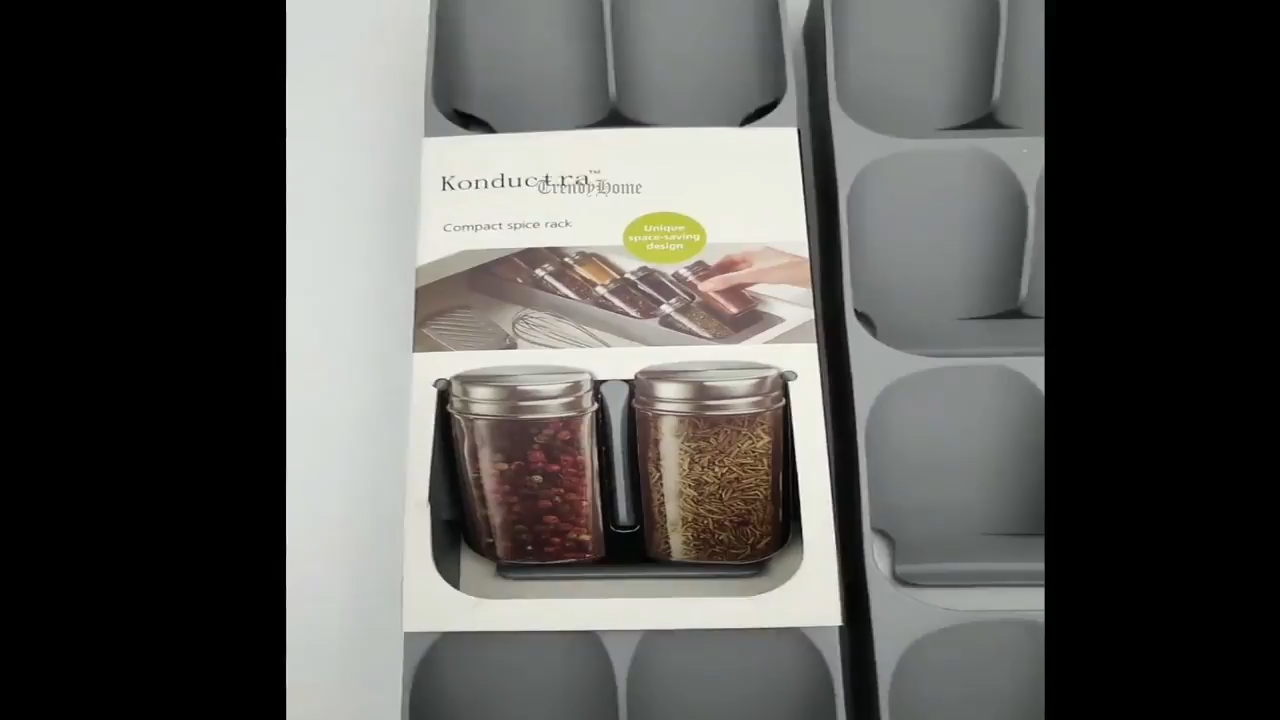 Konductra™
TrendyHome
Compact spice rack
Unique
space-saving
design